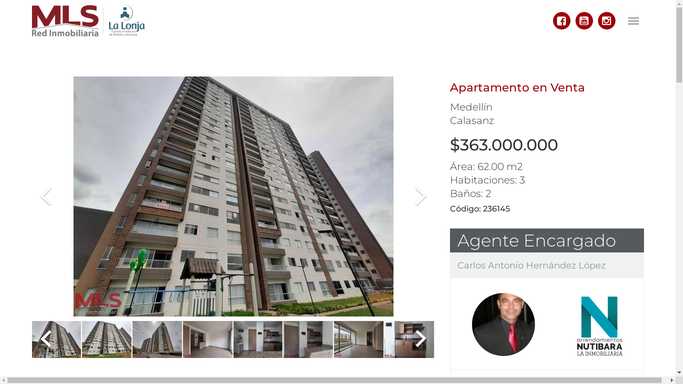 MLS
Red Inmobiliaria
La Lonja
Apartamento en Venta
Medellín
Calasanz
$363.000.000
Área: 62.00 m2
Habitaciones: 3
Baños: 2
Código: 236145
MLS
Agente Encargado
Carlos Antonio Hernández López
arrendamientos
NUTIBARA
LA INMOBILIARIA